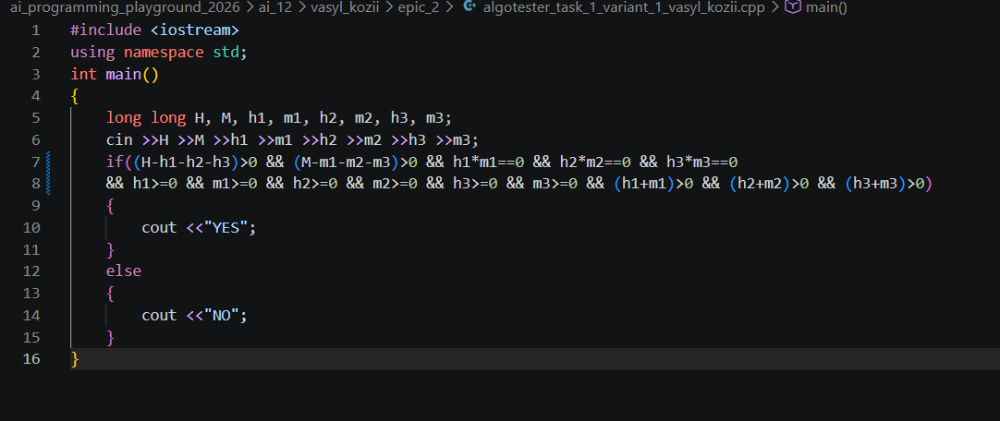 ai_programming_playground_2026 > ai_12 > vasyl_kozii > epic_2 > algotester_task_1_variant_1_vasyl_kozii.cpp > main()
1 #include <iostream>
2 using namespace std;
3 int main()
4 {
5     long long H, M, h1, m1, h2, m2, h3, m3;
6     cin >>H >>M >>h1 >>m1 >>h2 >>m2 >>h3 >>m3;
7     if((H-h1-h2-h3)>0 && (M-m1-m2-m3)>0 && h1*m1==0 && h2*m2==0 && h3*m3==0
8     && h1>=0 && m1>=0 && h2>=0 && m2>=0 && h3>=0 && m3>=0 && (h1+m1)>0 && (h2+m2)>0 && (h3+m3)>0)
9     {
10         cout <<"YES";
11     }
12     else
13     {
14         cout <<"NO";
15     }
16 }